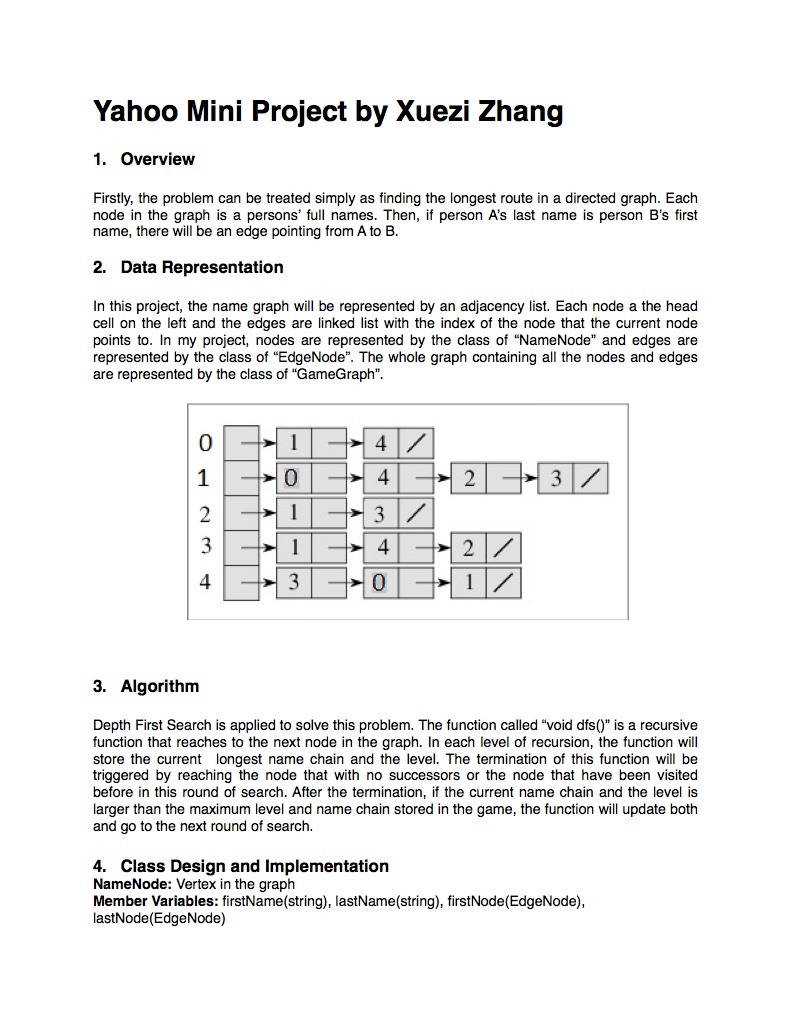 Yahoo Mini Project by Xuezi Zhang
1. Overview
Firstly, the problem can be treated simply as finding the longest route in a directed graph. Each
node in the graph is a persons’ full names. Then, if person A’s last name is person B’s first
name, there will be an edge pointing from A to B.
2. Data Representation
In this project, the name graph will be represented by an adjacency list. Each node a the head
cell on the left and the edges are linked list with the index of the node that the current node
points to. In my project, nodes are represented by the class of “NameNode” and edges are
represented by the class of “EdgeNode”. The whole graph containing all the nodes and edges
are represented by the class of “GameGraph”.
0 1 4 /
1 0 4 2 3 /
2 1 3 /
3 1 4 2 /
4 3 0 1 /
3. Algorithm
Depth First Search is applied to solve this problem. The function called “void dfs()” is a recursive
function that reaches to the next node in the graph. In each level of recursion, the function will
store the current longest name chain and the level. The termination of this function will be
triggered by reaching the node that with no successors or the node that have been visited
before in this round of search. After the termination, if the current name chain and the level is
larger than the maximum level and name chain stored in the game, the function will update both
and go to the next round of search.
4. Class Design and Implementation
NameNode: Vertex in the graph
Member Variables: firstName(string), lastName(string), firstNode(EdgeNode),
lastNode(EdgeNode)